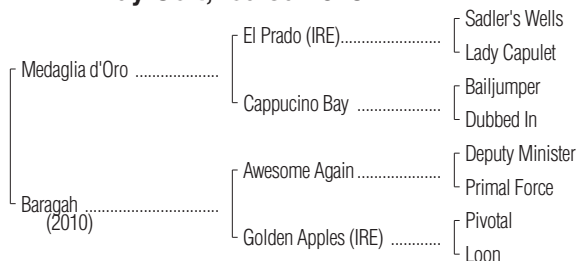 Sadler's Wells
El Prado (IRE)....................
Lady Capulet
Medaglia d'Oro .................
Bailjumper
Cappucino Bay .................
Dubbed In
Deputy Minister
Awesome Again .................
Primal Force
Baragah ...........................
(2010)
Pivotal
Golden Apples (IRE) ............
Loon